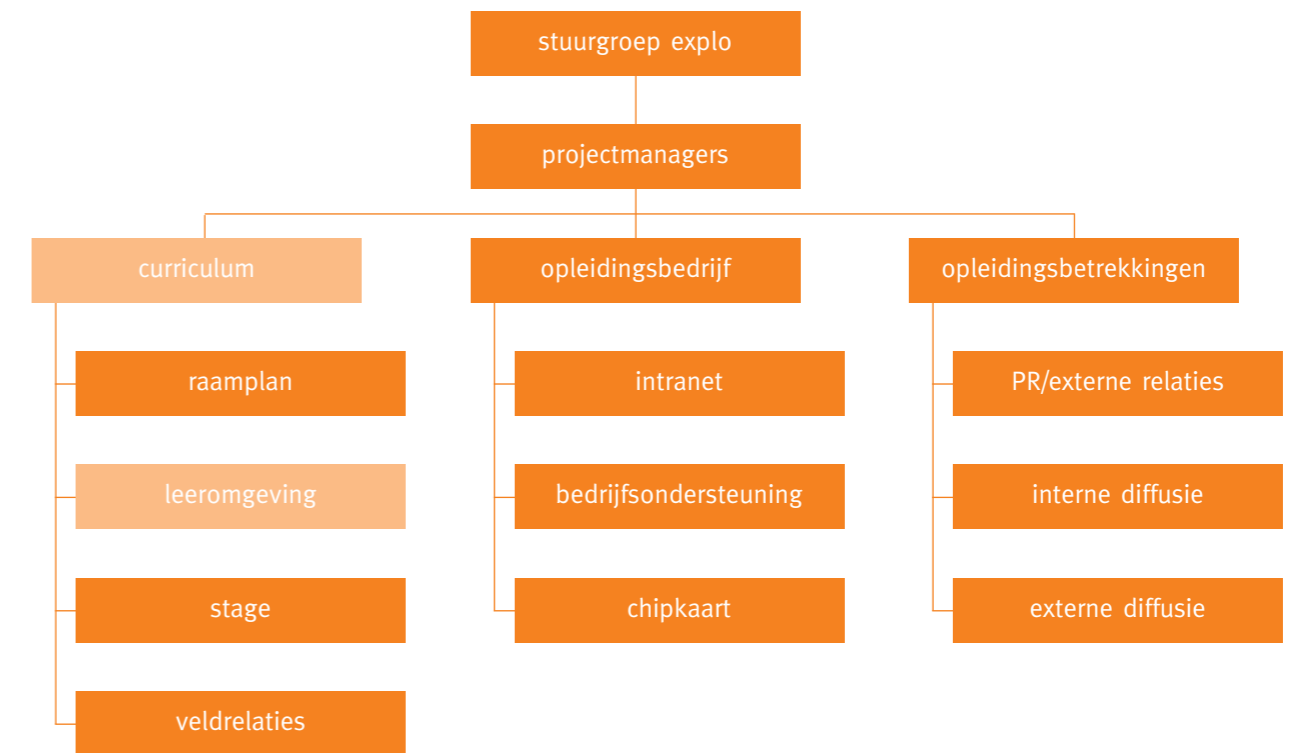 stuurgroep explo
projectmanagers
curriculum
raamplan
leeromgeving
stage
veldrelaties
opleidingsbedrijf
intranet
bedrijfsondersteuning
chipkaart
opleidingsbetrekkingen
PR/externe relaties
interne diffusie
externe diffusie